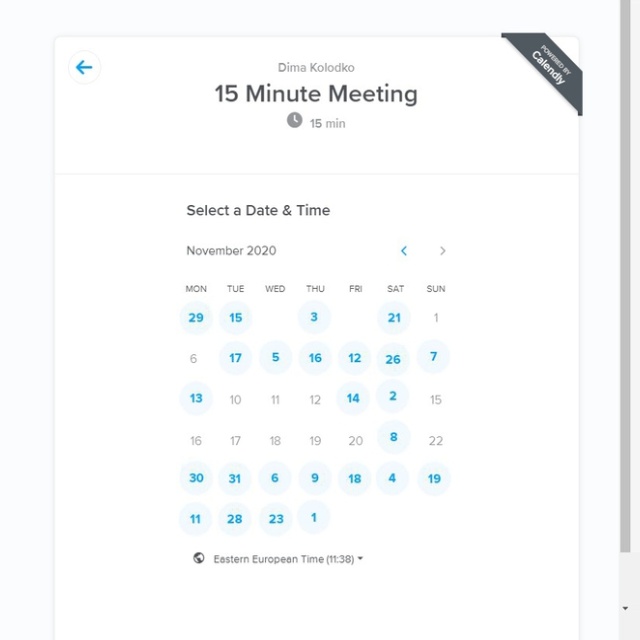 POWERED BY
Calendly
Dima Kolodko
15 Minute Meeting
15 min
Select a Date & Time
November 2020
MON TUE WED THU FRI SAT SUN
29 15 3 21 1
6 17 5 16 12 26 7
13 10 11 12 14 2 15
16 17 18 19 20 8 22
30 31 6 9 18 4 19
11 28 23 1
Eastern European Time (11:38)